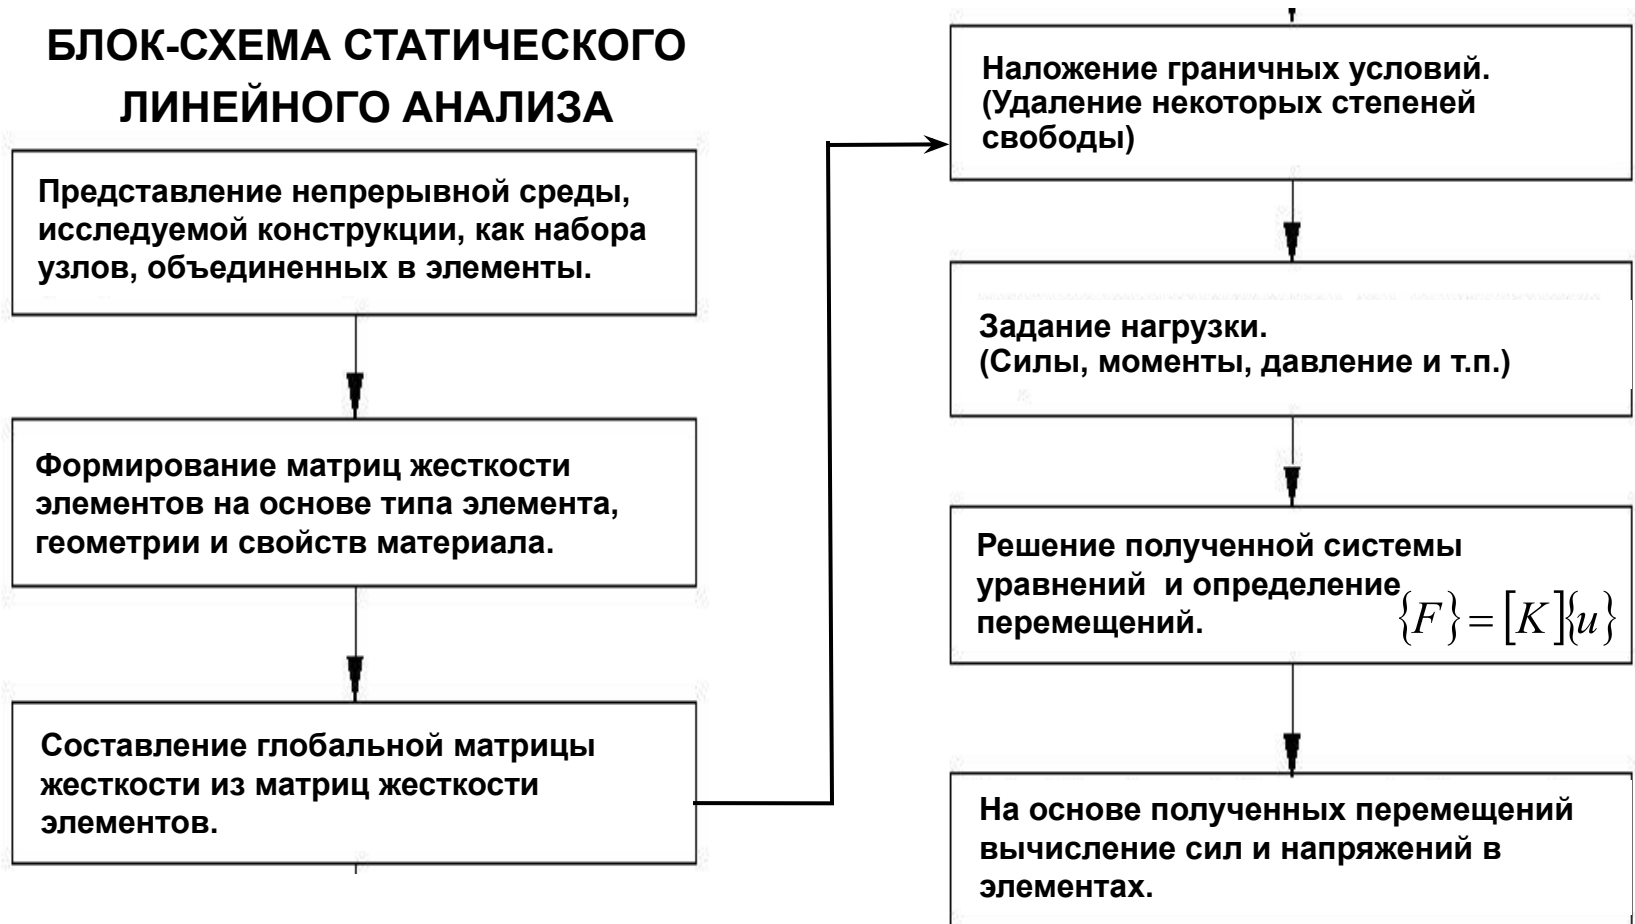 БЛОК-СХЕМА СТАТИЧЕСКОГО
ЛИНЕЙНОГО АНАЛИЗА
Представление непрерывной среды,
исследуемой конструкции, как набора
узлов, объединенных в элементы.
Формирование матриц жесткости
элементов на основе типа элемента,
геометрии и свойств материала.
Составление глобальной матрицы
жесткости из матриц жесткости
элементов.
Наложение граничных условий.
(Удаление некоторых степеней
свободы)
Задание нагрузки.
(Силы, моменты, давление и т.п.)
Решение полученной системы
уравнений и определение
перемещений.
{F}=[K]{u}
На основе полученных перемещений
вычисление сил и напряжений в
элементах.